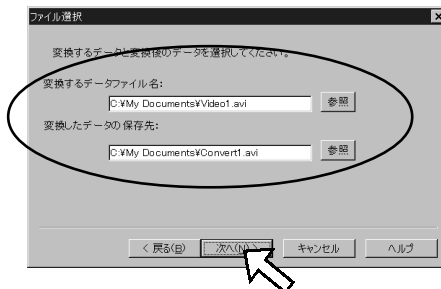 ファイル選択
変換するデータと変換後のデータを選択してください。
変換するデータファイル名:
C:¥My Documents¥Video1.avi 参照
変換したデータの保存先:
C:¥My Documents¥Convert1.avi 参照
< 戻る(B) 次へ(N) > キャンセル ヘルプ